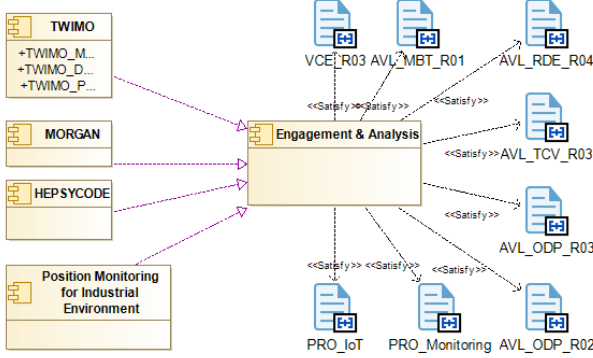 TWIMO
+TWIMO_M...
+TWIMO_D...
+TWIMO_P...
MORGAN
HEPSYCODE
Position Monitoring
for Industrial
Environment
Engagement & Analysis
VCE_R03
AVL_MBT_R01
AVL_RDE_R04
<<Satisfy>>
<<Satisfy>>
<<Satisfy>>
<<Satisfy>>
AVL_TCV_R03
<<Satisfy>>
AVL_ODP_R03
<<Satisfy>>
<<Satisfy>>
<<Satisfy>>
PRO_IoT
PRO_Monitoring
AVL_ODP_R02